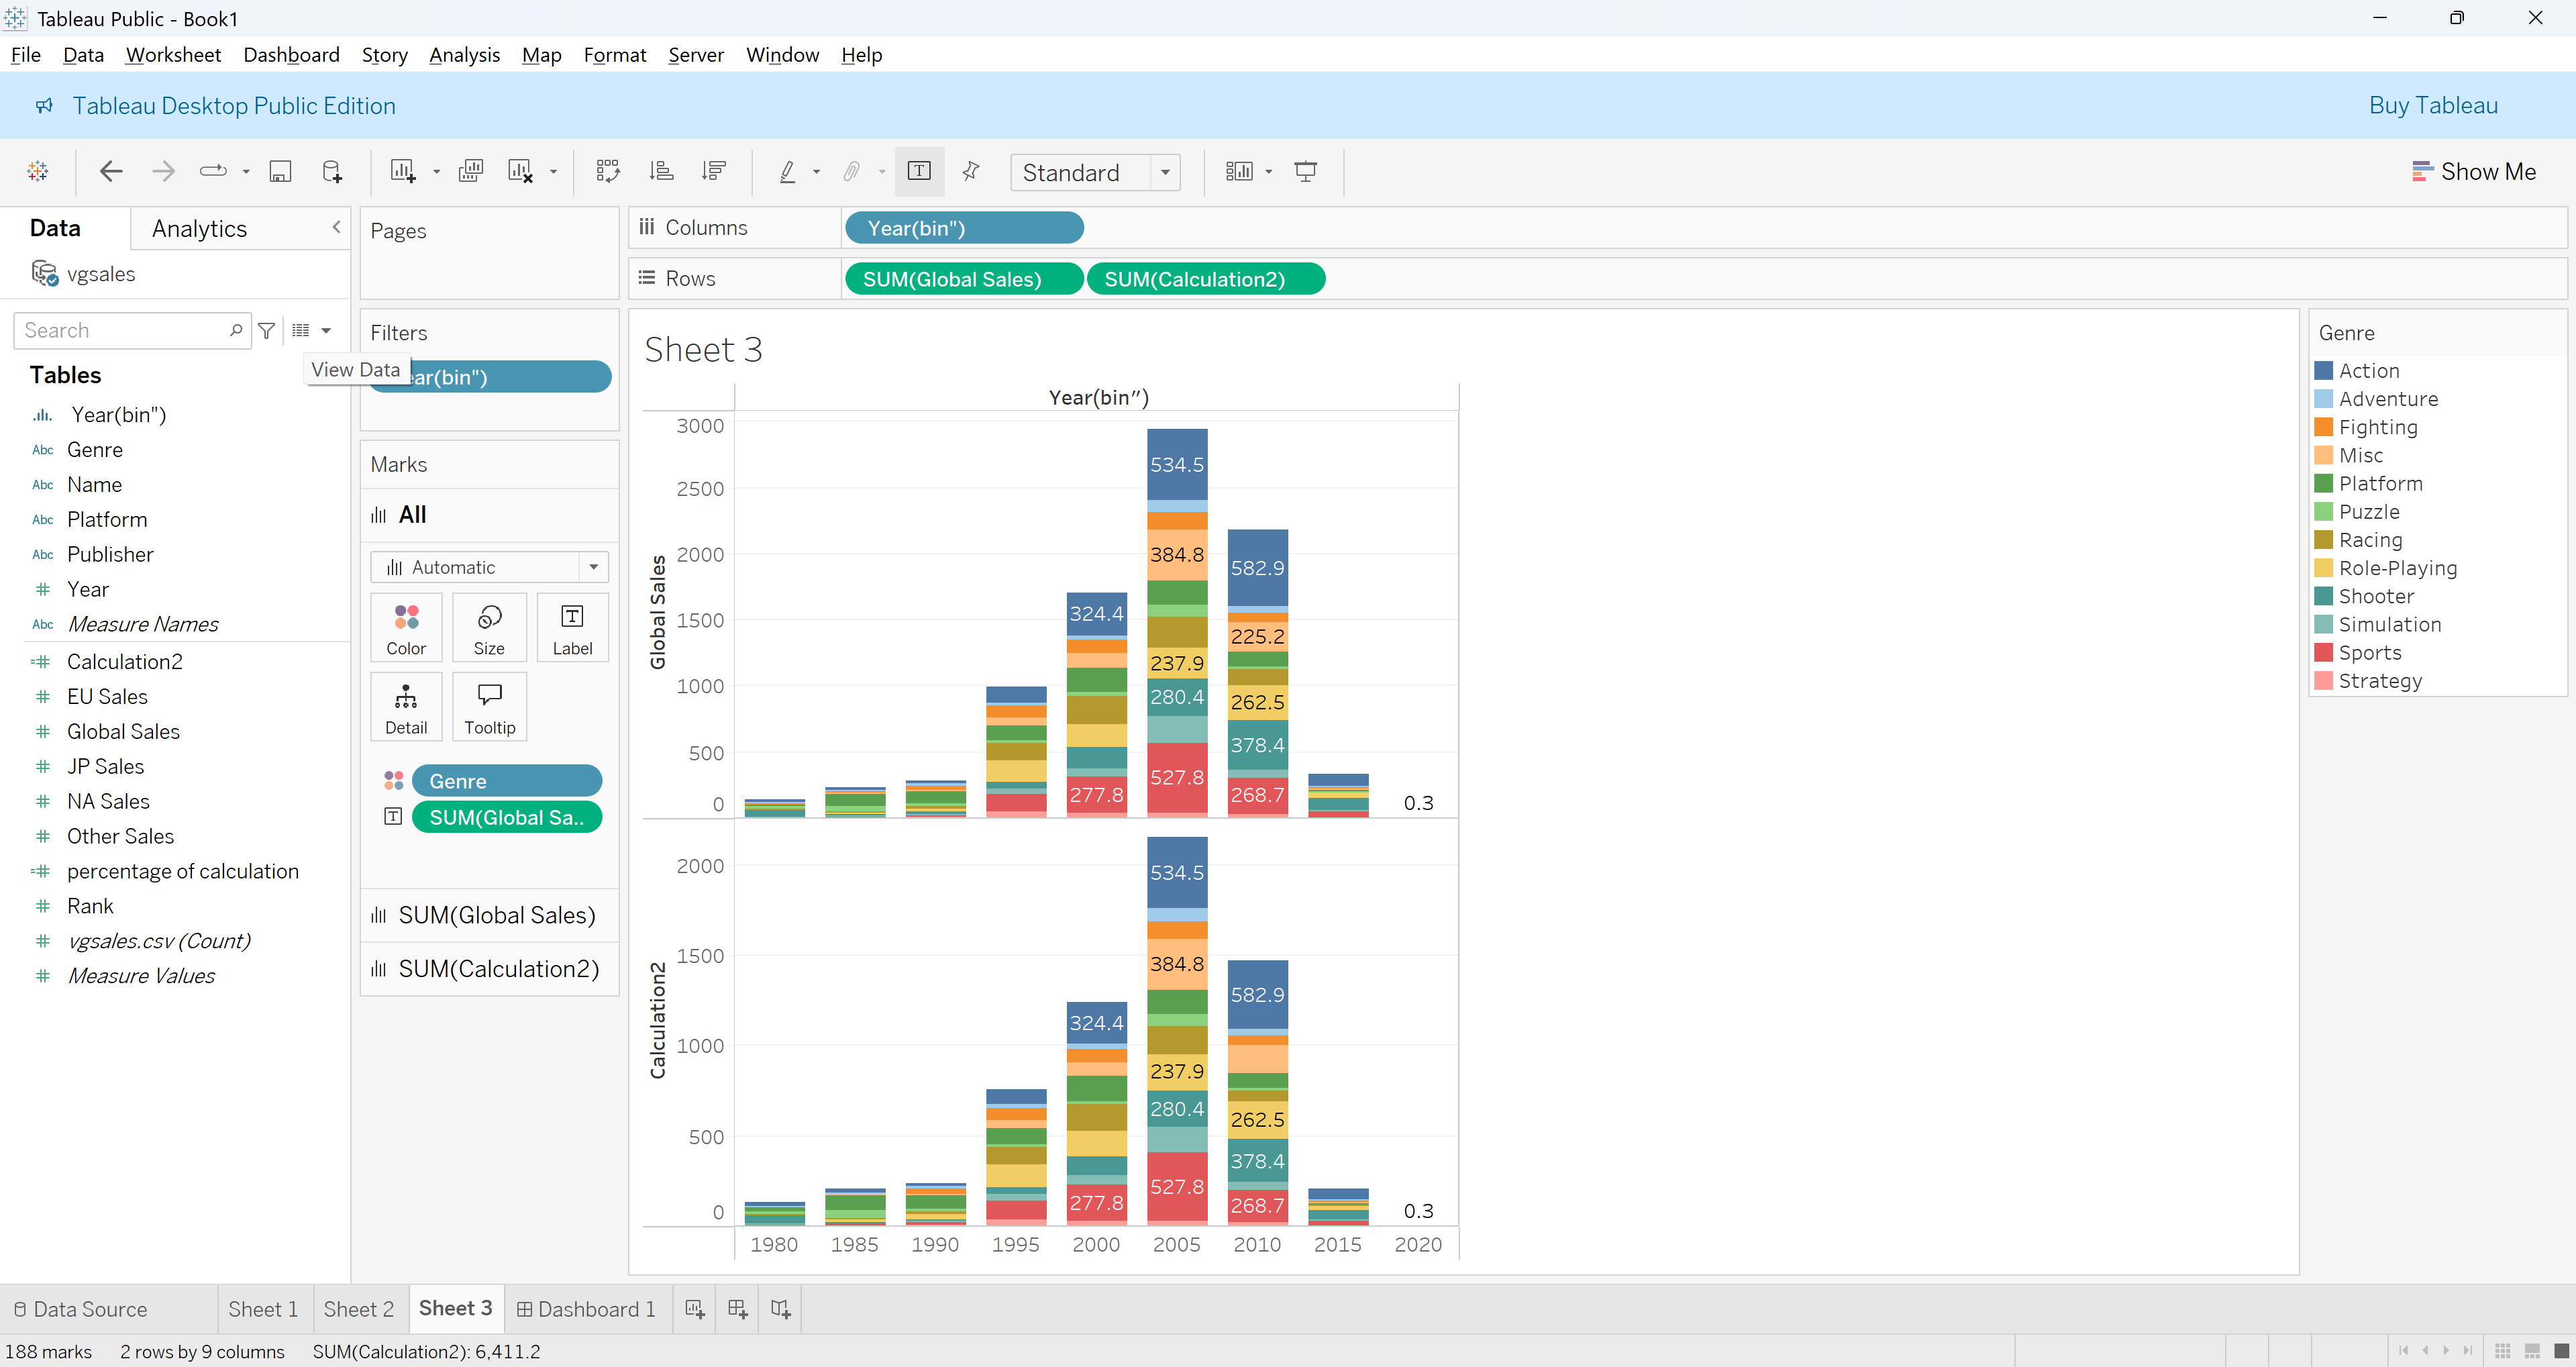 Tableau Public - Book1
File Data Worksheet Dashboard Story Analysis Map Format Server Window Help
Tableau Desktop Public Edition
Buy Tableau
Standard
Show Me
Data
Analytics
vgsales
Search
View Data
Tables
Year(bin")
Abc Genre
Abc Name
Abc Platform
Abc Publisher
# Year
Abc Measure Names
=# Calculation2
# EU Sales
# Global Sales
# JP Sales
# NA Sales
# Other Sales
=# percentage of calculation
# Rank
# vgsales.csv (Count)
# Measure Values
Pages
Filters
ear(bin")
Marks
All
Automatic
Color
Size
Label
Detail
Tooltip
Genre
SUM(Global Sa..
SUM(Global Sales)
SUM(Calculation2)
Columns
Year(bin")
Rows
SUM(Global Sales)
SUM(Calculation2)
Sheet 3
Year(bin")
Global Sales
3000
2500
2000
1500
1000
500
0
324.4
277.8
534.5
384.8
237.9
280.4
527.8
582.9
225.2
262.5
378.4
268.7
0.3
Calculation2
2000
1500
1000
500
0
324.4
277.8
534.5
384.8
237.9
280.4
527.8
582.9
262.5
378.4
268.7
0.3
1980 1985 1990 1995 2000 2005 2010 2015 2020
Genre
Action
Adventure
Fighting
Misc
Platform
Puzzle
Racing
Role-Playing
Shooter
Simulation
Sports
Strategy
Data Source
Sheet 1
Sheet 2
Sheet 3
Dashboard 1
188 marks
2 rows by 9 columns
SUM(Calculation2): 6,411.2